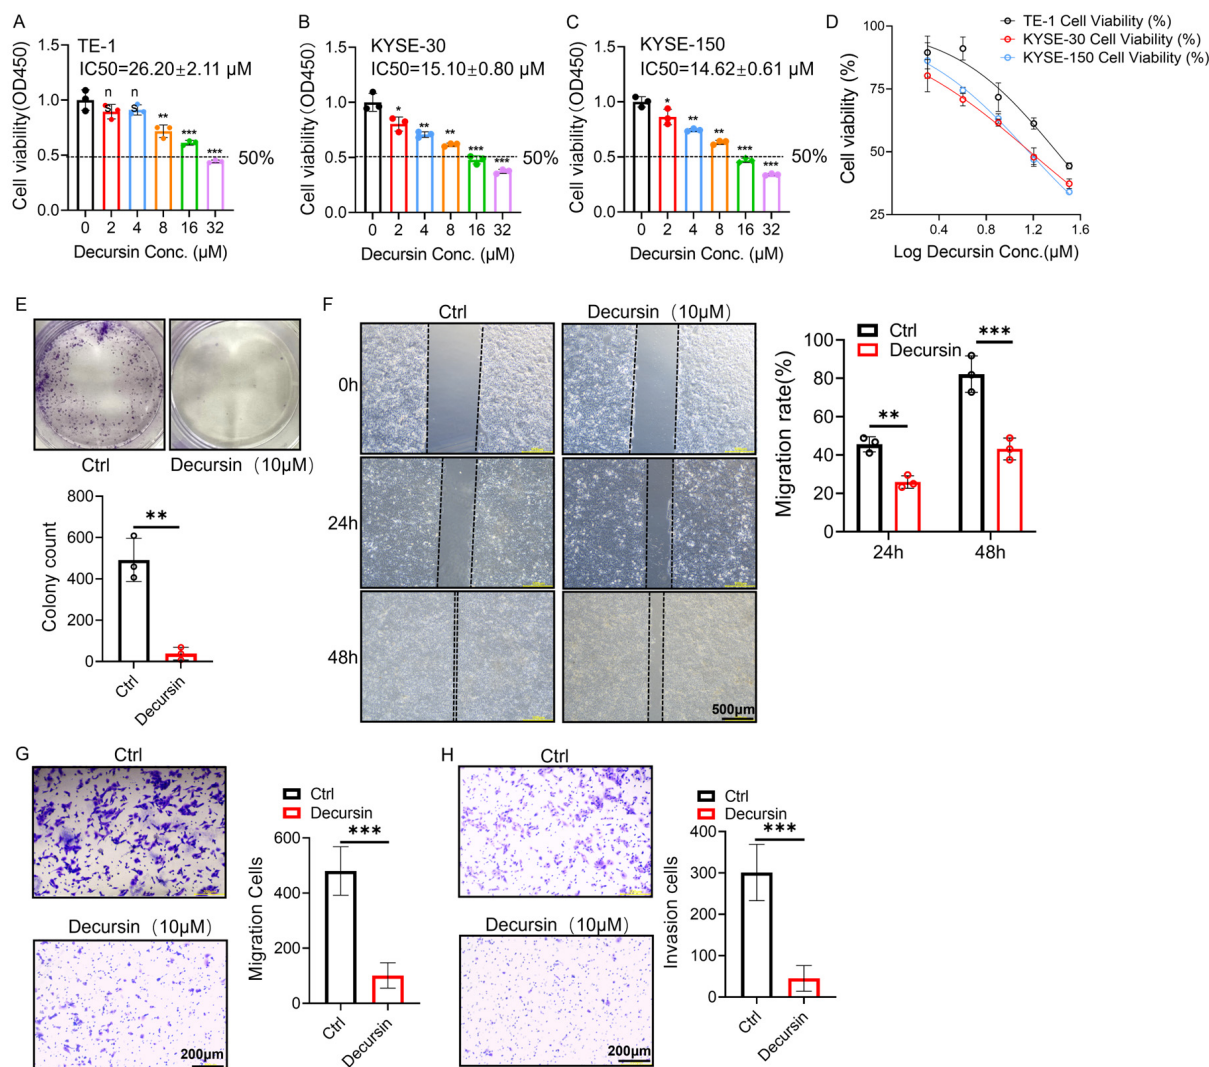 A
TE-1
IC50=26.20±2.11 μM
Cell viability(OD450)
1.5
1.0
0.5
0.0
n
s
n
s
**
***
***
50%
0 2 4 8 16 32
Decursin Conc. (μM)
B
KYSE-30
IC50=15.10±0.80 μM
Cell viability(OD450)
1.5
1.0
0.5
0.0
*
**
**
***
***
50%
0 2 4 8 16 32
Decursin Conc. (μM)
C
KYSE-150
IC50=14.62±0.61 μM
Cell viability(OD450)
1.5
1.0
0.5
0.0
*
**
**
***
***
50%
0 2 4 8 16 32
Decursin Conc. (μM)
D
TE-1 Cell Viability (%)
KYSE-30 Cell Viability (%)
KYSE-150 Cell Viability (%)
Cell viability (%)
100
75
50
25
0.4 0.8 1.2 1.6
Log Decursin Conc.(μM)
E
Ctrl
Decursin（10μM）
Colony count
800
600
400
200
0
**
Ctrl
Decursin
F
Ctrl
Decursin（10μM）
0h
24h
48h
500μm
Ctrl
Decursin
Migration rate(%)
100
80
60
40
20
0
**
***
24h
48h
G
Ctrl
Decursin（10μM）
200μm
Ctrl
Decursin
Migration Cells
600
400
200
0
***
Ctrl
Decursin
H
Ctrl
Decursin（10μM）
200μm
Ctrl
Decursin
Invasion cells
400
300
200
100
0
***
Ctrl
Decursin